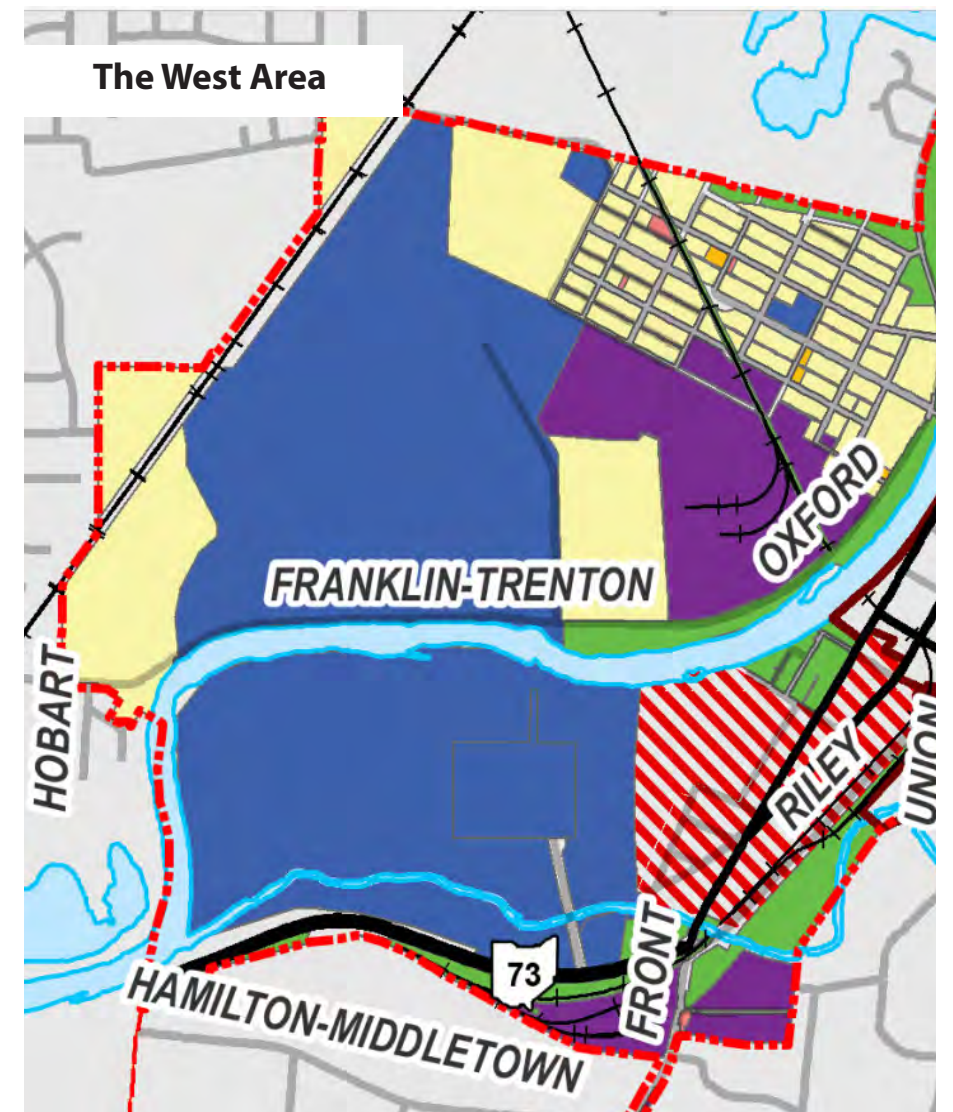 The West Area
OXFORD
FRANKLIN-TRENTON
HOBART
RILEY
UNION
FRONT
73
HAMILTON-MIDDLETOWN